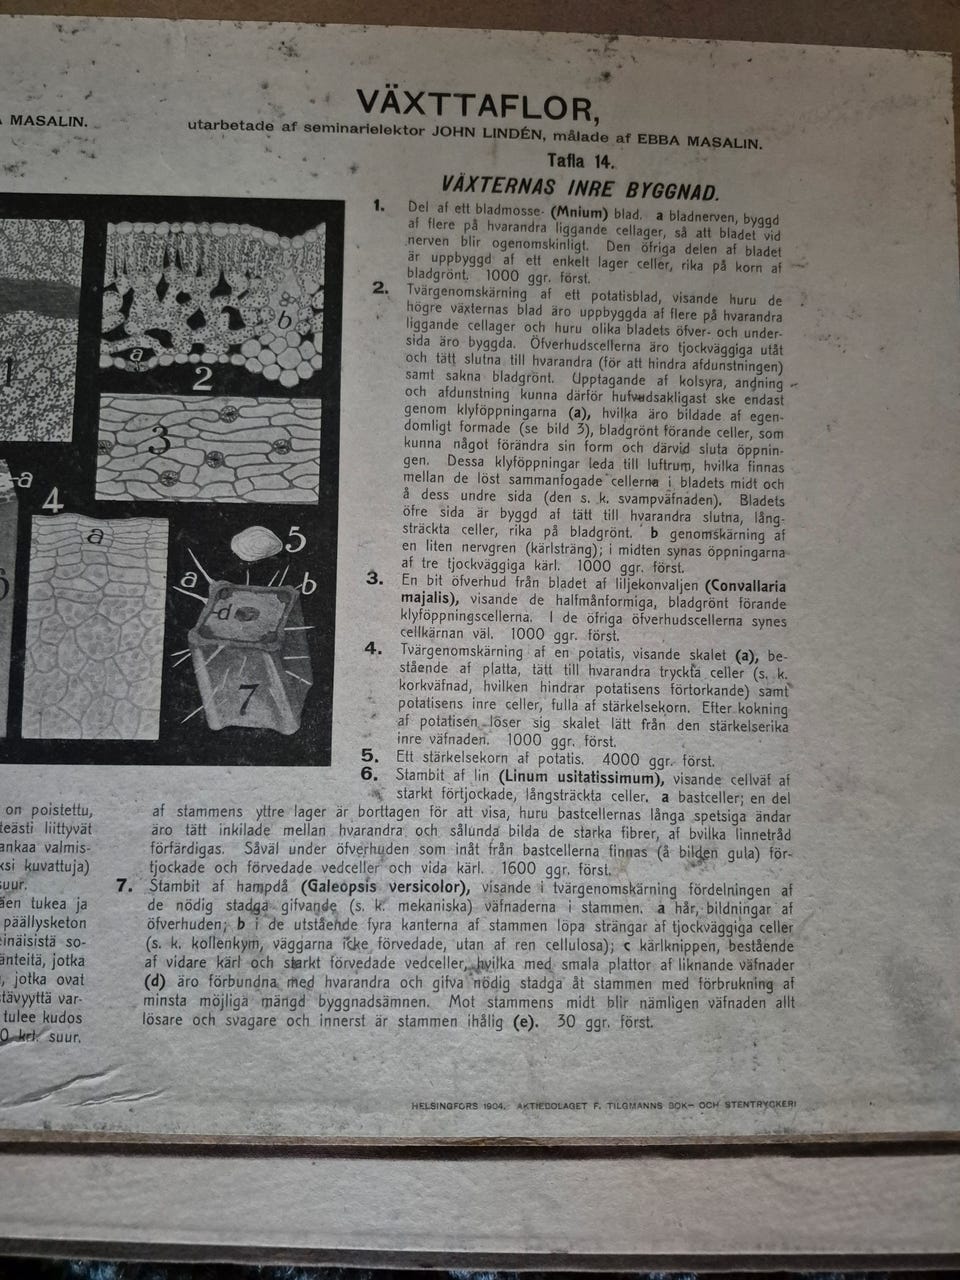 MASALIN.
VÄXTTAFLOR,
utarbetade af seminarielektor JOHN LINDÉN, målade af EBBA MASALIN.
Tafla 14.
VÄXTERNAS INRE BYGGNAD.
1. Del af ett bladmosse- (Mnium) blad. a bladnerven, byggd
af flere på hvarandra liggande cellager, så att bladet vid
nerven blir ogenomskinligt. Den öfriga delen af bladet
är uppbyggd af ett enkelt lager celler, rika på korn af
bladgrönt. 1000 ggr. först.
2. Tvärgenomskärning af ett potatisblad, visande huru de
högre växternas blad äro uppbyggda af flere på hvarandra
liggande cellager och huru olika bladets öfver- och under-
sida äro byggda. Öfverhudscellerna äro tjockväggiga utåt
och tätt slutna till hvarandra (för att hindra afdunstningen)
samt sakna bladgrönt. Upptagande af kolsyra, andning
och afdunstning kunna därför hufvudsakligast ske endast
genom klyföppningarna (a), hvilka äro bildade af egen-
domligt formade (se bild 3), bladgrönt förande celler, som
kunna något förändra sin form och därvid sluta öppnin-
gen. Dessa klyföppningar leda till luftrum, hvilka finnas
mellan de löst sammanfogade cellerna i bladets midt och
å dess undre sida (den s. k. svampväfnaden). Bladets
öfre sida är byggd af tätt till hvarandra slutna, lång-
sträckta celler, rika på bladgrönt. b genomskärning af
en liten nervgren (kärlsträng); i midten synas öppningarna
af tre tjockväggiga kärl. 1000 ggr. först.
3. En bit öfverhud från bladet af liljekonvaljen (Convallaria
majalis), visande de halfmånformiga, bladgrönt förande
klyföppningscellerna. I de öfriga öfverhudscellerna synes
cellkärnan väl. 1000 ggr. först.
4. Tvärgenomskärning af en potatis, visande skalet (a), be-
stående af platta, tätt till hvarandra tryckta celler (s. k.
korkväfnad, hvilken hindrar potatisens förtorkande) samt
potatisens inre celler, fulla af stärkelsekorn. Efter kokning
af potatisen löser sig skalet lätt från den stärkelserika
inre väfnaden. 1000 ggr. först.
5. Ett stärkelsekorn af potatis. 4000 ggr. först.
6. Stambit af lin (Linum usitatissimum), visande cellväf af
starkt förtjockade, långsträckta celler. a bastceller; en del
af stammens yttre lager är borttagen för att visa, huru bastcellernas långa spetsiga ändar
äro tätt inkilade mellan hvarandra och sålunda bilda de starka fibrer, af bvilka linnetråd
förfärdigas. Såväl under öfverhuden som inåt från bastcellerna finnas (å bilden gula) för-
tjockade och förvedade vedceller och vida kärl. 1600 ggr. först.
7. Stambit af hampdå (Galeopsis versicolor), visande i tvärgenomskärning fördelningen af
de nödig stadga gifvande (s. k. mekaniska) väfnaderna i stammen. a hår, bildningar af
öfverhuden; b i de utstående fyra kanterna af stammen löpa strängar af tjockväggiga celler
(s. k. kollenkym, väggarna icke förvedade, utan af ren cellulosa); c kärlknippen, bestående
af vidare kärl och starkt förvedade vedceller, hvilka med smala plattor af liknande väfnader
(d) äro förbundna med hvarandra och gifva nödig stadga åt stammen med förbrukning af
minsta möjliga mängd byggnadsämnen. Mot stammens midt blir nämligen väfnaden allt
lösare och svagare och innerst är stammen ihålig (e). 30 ggr. först.
HELSINGFORS 1904. AKTIEBOLAGET F. TILGMANNS BOK- OCH STENTRYCKERI
1
a
b
2
3
a
4
a
5
6
a
b
d
7
on poistettu,
teästi liittyvät
ankaa valmis-
ksi kuvattuja)
suur.
äen tukea ja
päällysketon
einäisistä so-
änteitä, jotka
, jotka ovat
tävyyttä var-
tulee kudos
0 krl. suur.